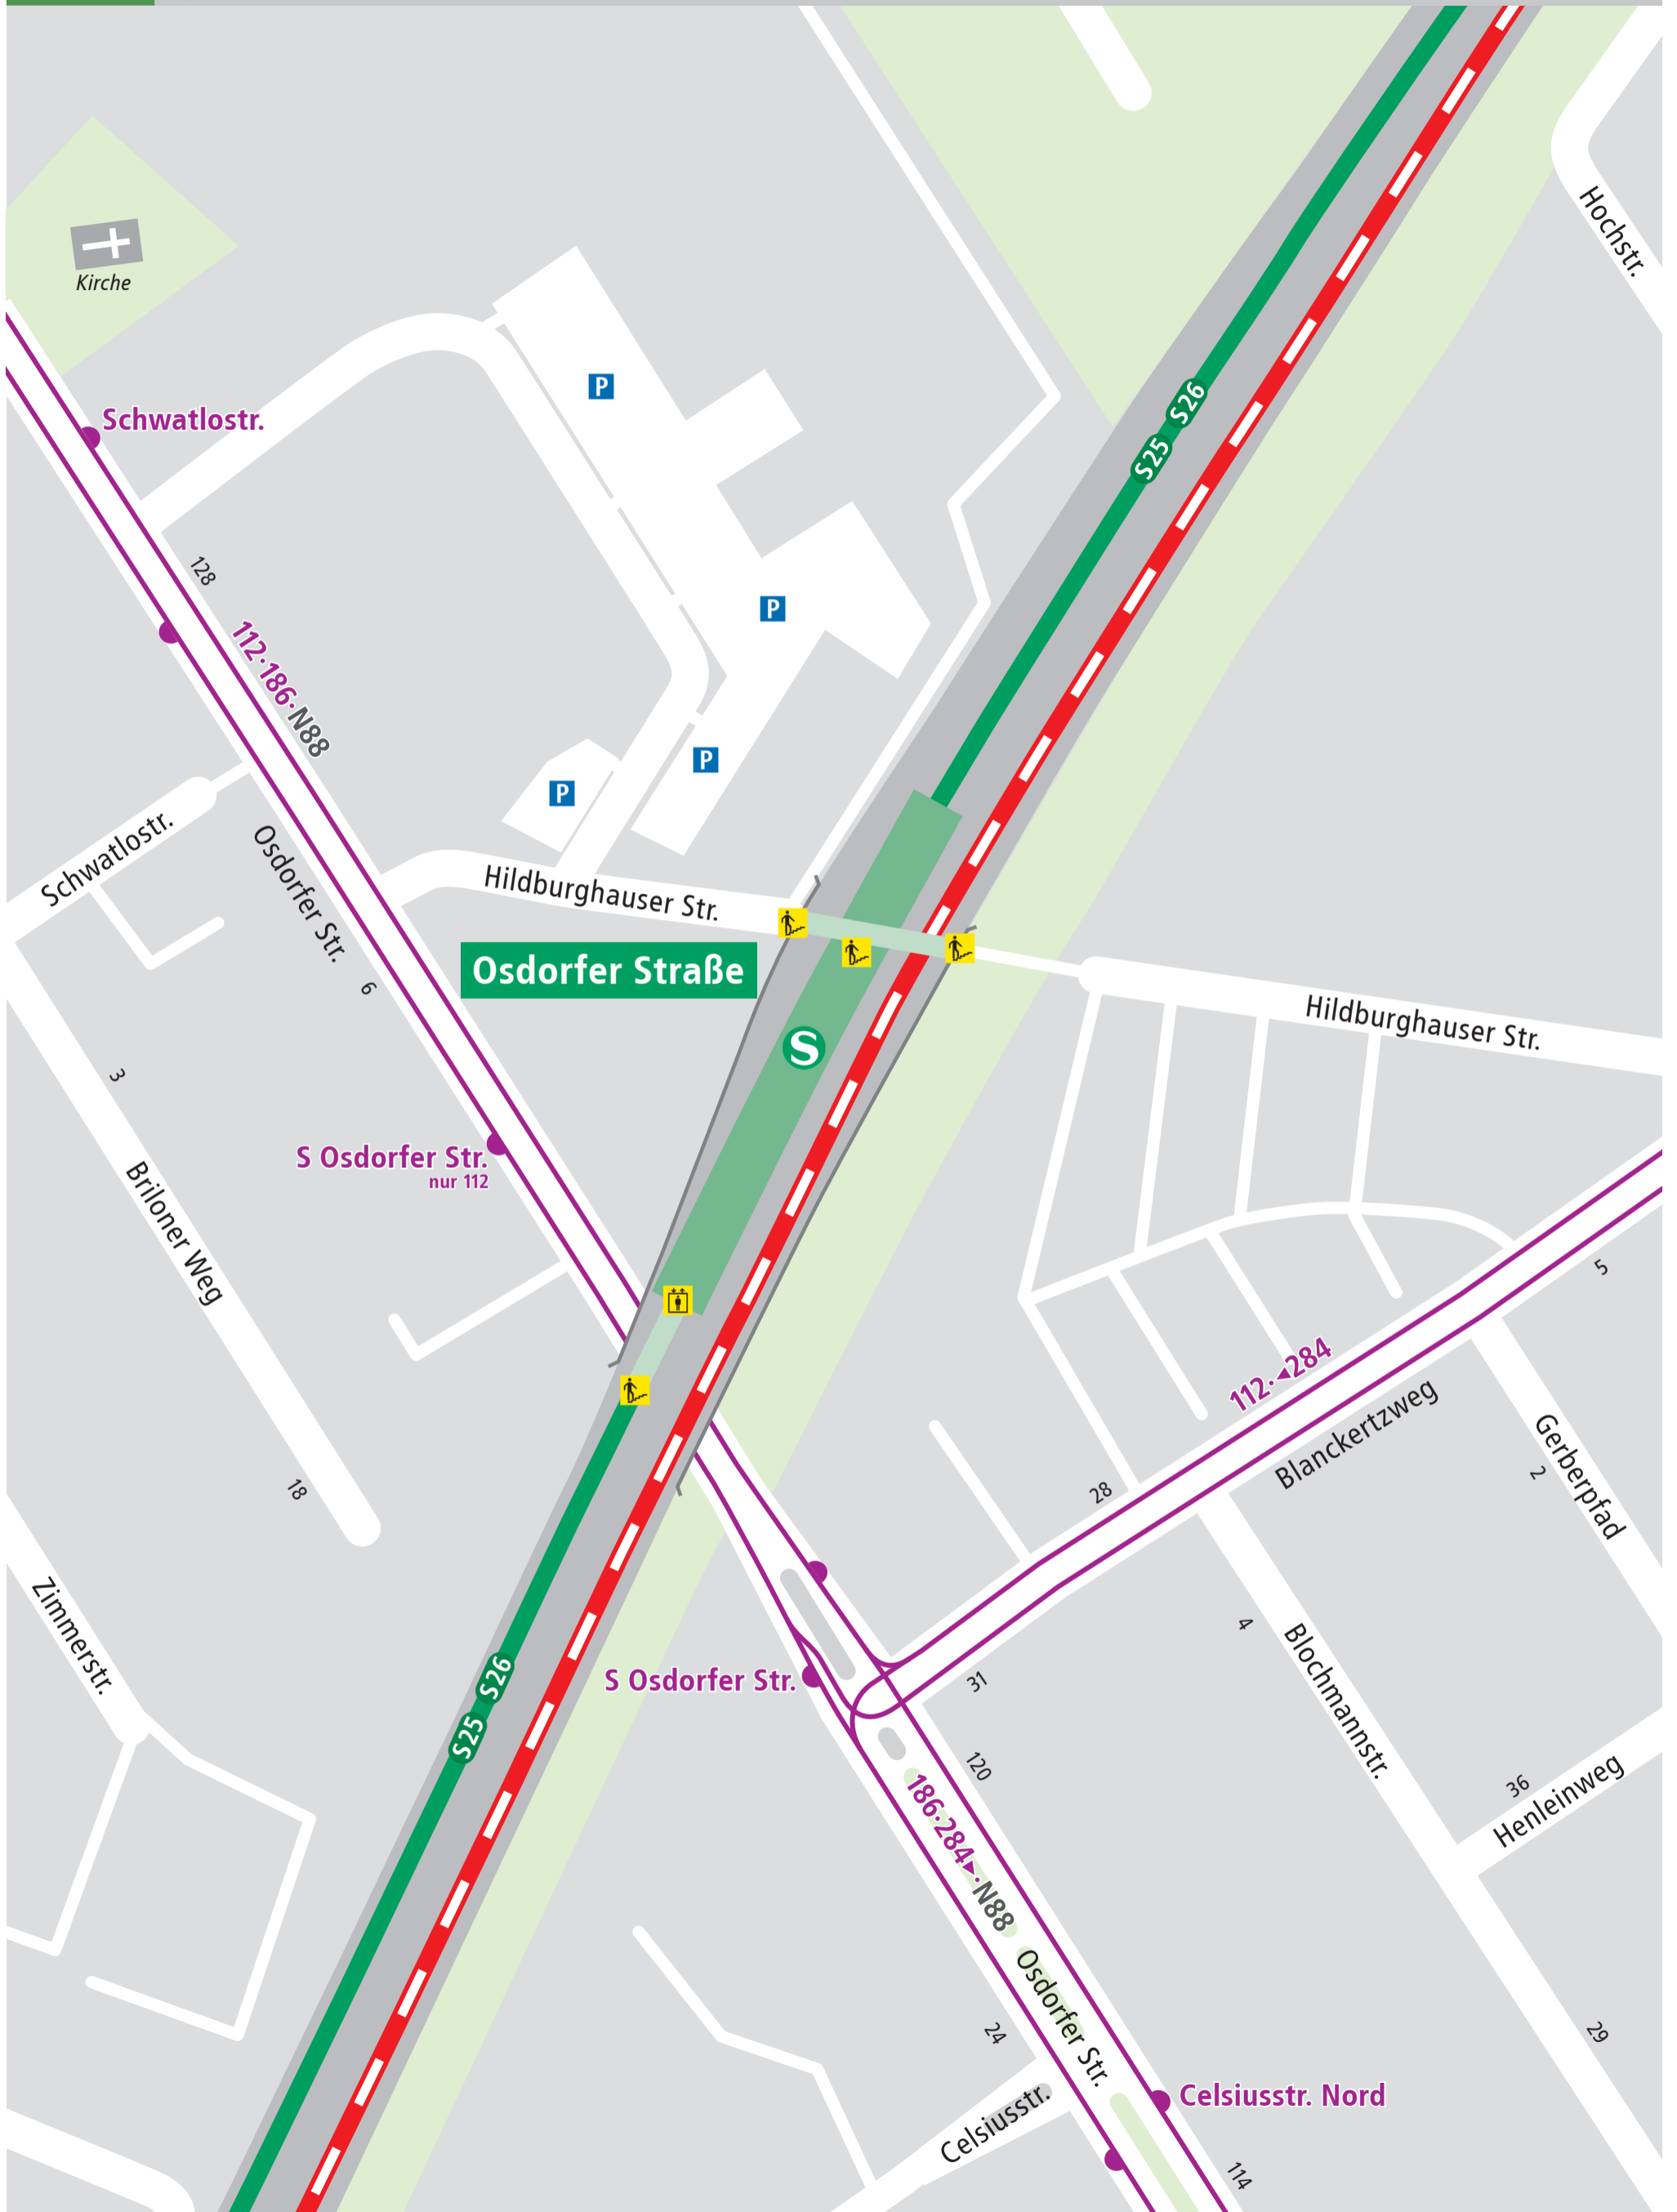 Hochstr.
Kirche
P
S26
S25
Schwatlostr.
128
P
112·186·N88
P
P
Schwatlostr.
Osdorfer Str.
Hildburghauser Str.
Osdorfer Straße
6
Hildburghauser Str.
S
3
S Osdorfer Str.
nur 112
Briloner Weg
5
112·◄284
Blanckertzweg
Gerberpfad
2
18
28
Zimmerstr.
4
S26
S25
S Osdorfer Str.
31
Blochmannstr.
120
36
Henleinweg
186·284►·N88
Osdorfer Str.
24
29
Celsiusstr. Nord
Celsiusstr.
114